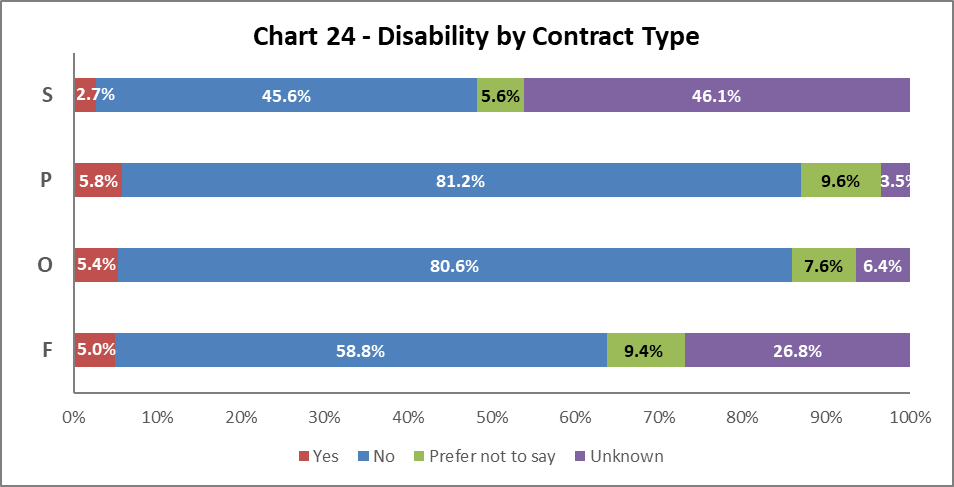 Chart 24 - Disability by Contract Type
S 2.7% 45.6% 5.6% 46.1%
P 5.8% 81.2% 9.6% 3.5%
O 5.4% 80.6% 7.6% 6.4%
F 5.0% 58.8% 9.4% 26.8%
0% 10% 20% 30% 40% 50% 60% 70% 80% 90% 100%
Yes No Prefer not to say Unknown